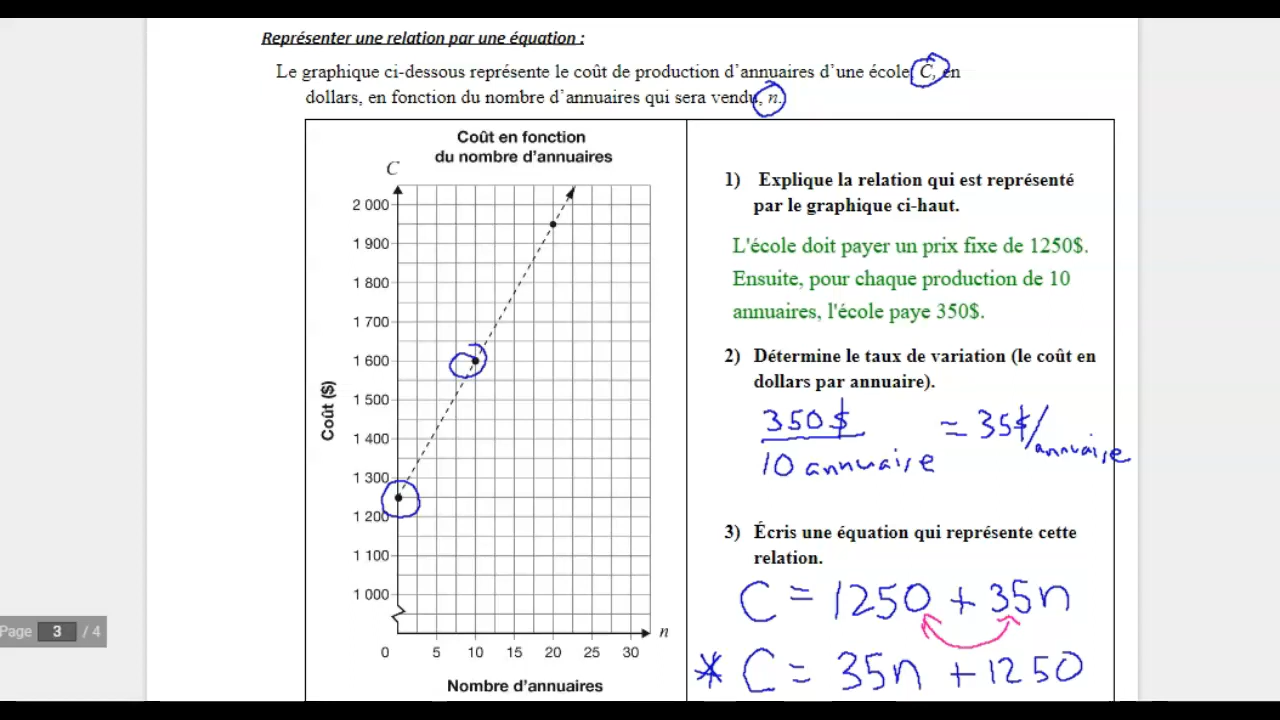 Représenter une relation par une équation :
Le graphique ci-dessous représente le coût de production d'annuaires d'une école, C, en
dollars, en fonction du nombre d'annuaires qui sera vendu, n.
Coût en fonction
du nombre d'annuaires
C
2 000
1 900
1 800
1 700
1 600
1 500
1 400
1 300
1 200
1 100
1 000
Coût ($)
0 5 10 15 20 25 30
n
Nombre d'annuaires
1) Explique la relation qui est représenté
par le graphique ci-haut.
L'école doit payer un prix fixe de 1250$.
Ensuite, pour chaque production de 10
annuaires, l'école paye 350$.
2) Détermine le taux de variation (le coût en
dollars par annuaire).
350 $
10 annuaire
= 35$/annuaire
3) Écris une équation qui représente cette
relation.
C = 1250 + 35n
* C = 35n + 1250
Page 3 / 4